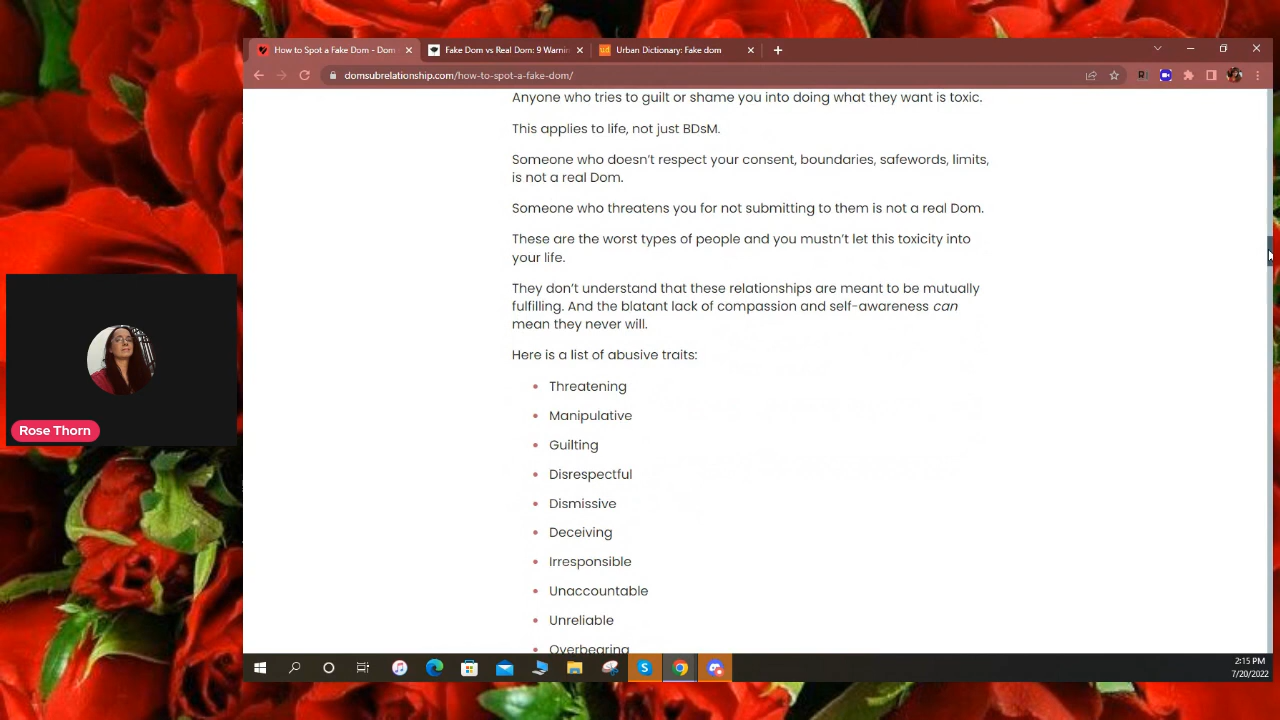 How to Spot a Fake Dom - Dom
Fake Dom vs Real Dom: 9 Warnin
ud
Urban Dictionary: Fake dom
domsubrelationship.com/how-to-spot-a-fake-dom/
Anyone who tries to guilt or shame you into doing what they want is toxic.
This applies to life, not just BDsM.
Someone who doesn't respect your consent, boundaries, safewords, limits,
is not a real Dom.
Someone who threatens you for not submitting to them is not a real Dom.
These are the worst types of people and you mustn't let this toxicity into
your life.
They don't understand that these relationships are meant to be mutually
fulfilling. And the blatant lack of compassion and self-awareness can
mean they never will.
Here is a list of abusive traits:
Threatening
Manipulative
Guilting
Disrespectful
Dismissive
Deceiving
Irresponsible
Unaccountable
Unreliable
Overbearing
Rose Thorn
2:15 PM
7/20/2022